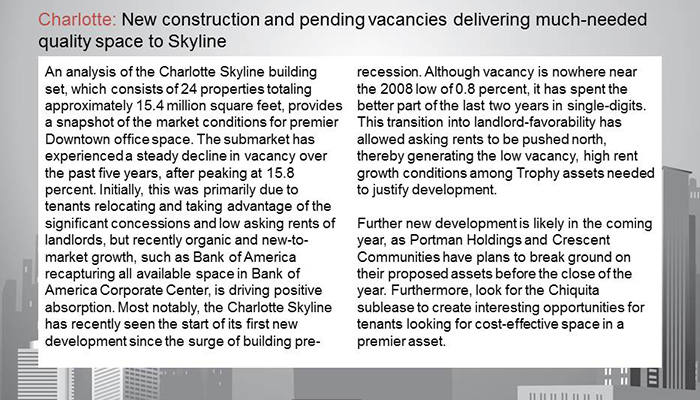 Charlotte: New construction and pending vacancies delivering much-needed
quality space to Skyline
An analysis of the Charlotte Skyline building
set, which consists of 24 properties totaling
approximately 15.4 million square feet, provides
a snapshot of the market conditions for premier
Downtown office space. The submarket has
experienced a steady decline in vacancy over
the past five years, after peaking at 15.8
percent. Initially, this was primarily due to
tenants relocating and taking advantage of the
significant concessions and low asking rents of
landlords, but recently organic and new-to-
market growth, such as Bank of America
recapturing all available space in Bank of
America Corporate Center, is driving positive
absorption. Most notably, the Charlotte Skyline
has recently seen the start of its first new
development since the surge of building pre-
recession. Although vacancy is nowhere near
the 2008 low of 0.8 percent, it has spent the
better part of the last two years in single-digits.
This transition into landlord-favorability has
allowed asking rents to be pushed north,
thereby generating the low vacancy, high rent
growth conditions among Trophy assets needed
to justify development.
Further new development is likely in the coming
year, as Portman Holdings and Crescent
Communities have plans to break ground on
their proposed assets before the close of the
year. Furthermore, look for the Chiquita
sublease to create interesting opportunities for
tenants looking for cost-effective space in a
premier asset.